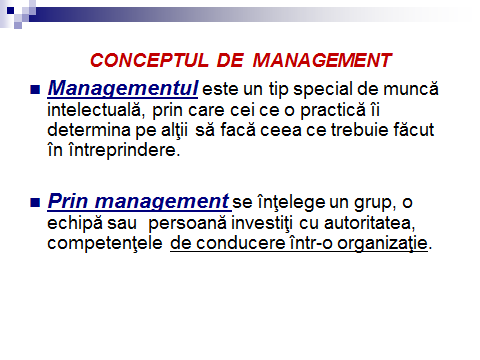 CONCEPTUL DE MANAGEMENT
Managementul este un tip special de muncă
intelectuală, prin care cei ce o practică îi
determina pe alţii să facă ceea ce trebuie făcut
în întreprindere.
Prin management se înţelege un grup, o
echipă sau persoană investiţi cu autoritatea,
competenţele de conducere într-o organizaţie.